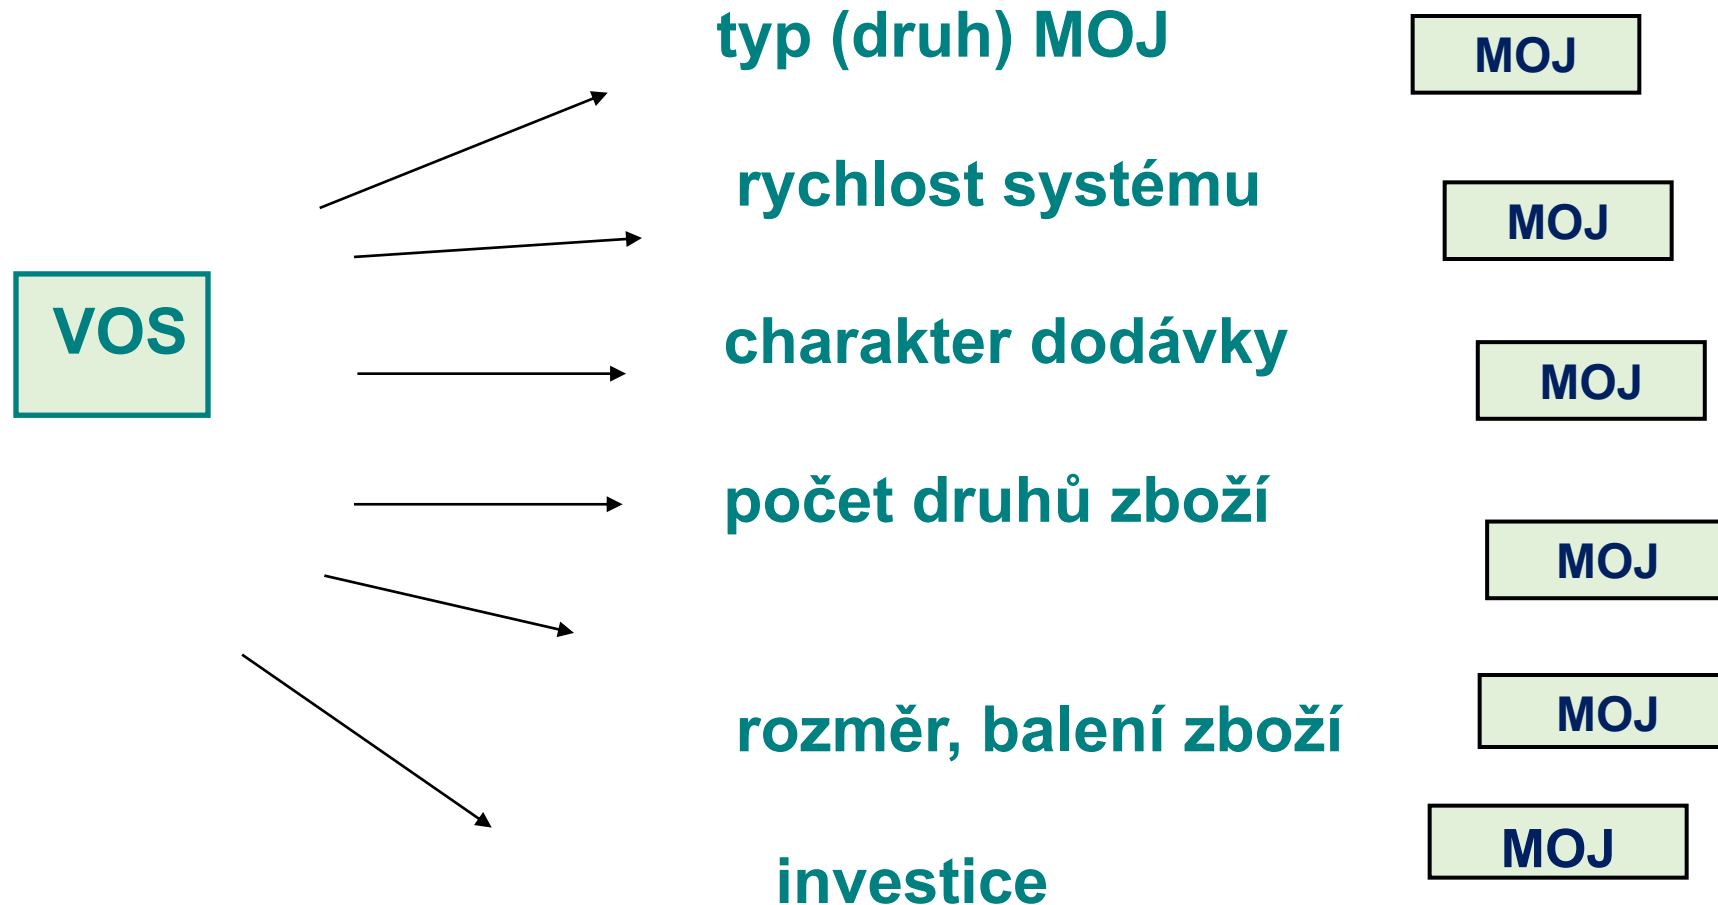 typ (druh) MOJ
MOJ
rychlost systému
MOJ
VOS
charakter dodávky
MOJ
počet druhů zboží
MOJ
rozměr, balení zboží
MOJ
investice
MOJ